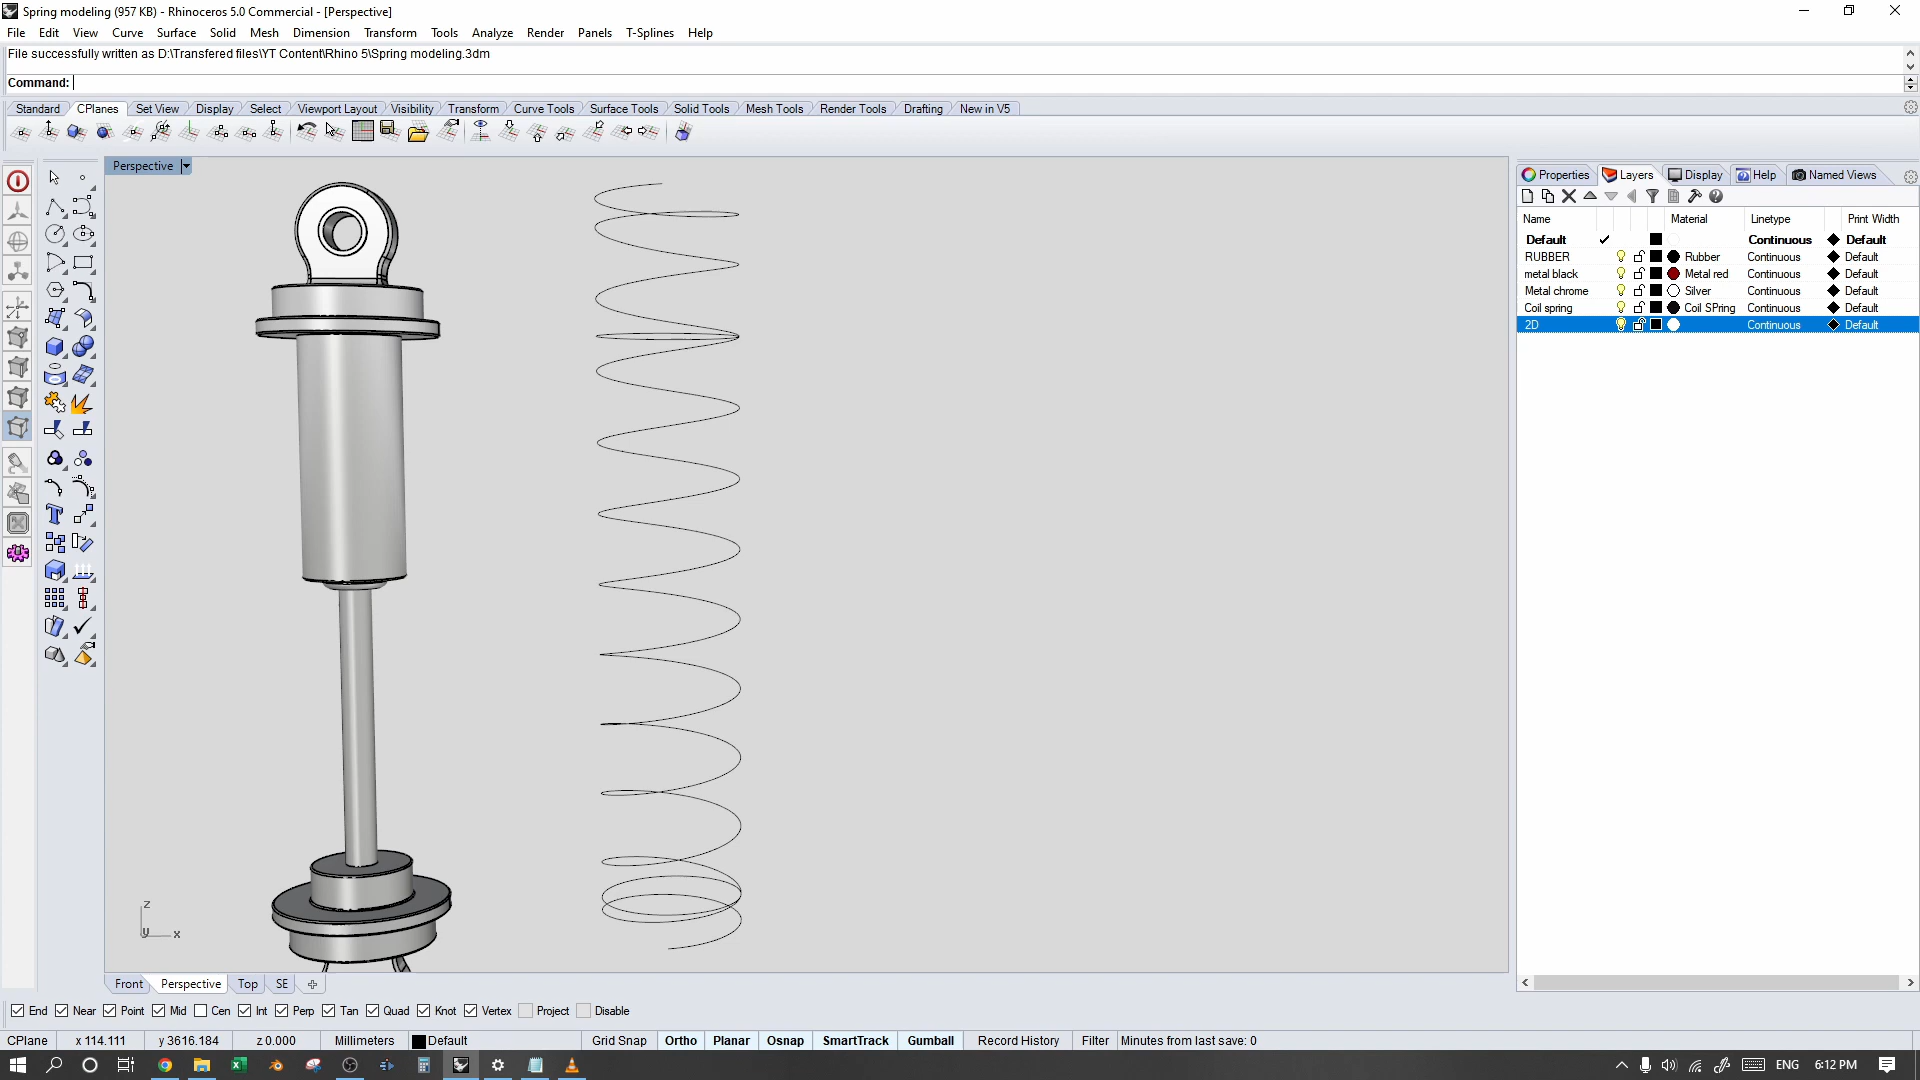 Spring modeling (957 KB) - Rhinoceros 5.0 Commercial - [Perspective]
File Edit View Curve Surface Solid Mesh Dimension Transform Tools Analyze Render Panels T-Splines Help
File successfully written as D:\Transfered files\YT Content\Rhino 5\Spring modeling.3dm
Command:
Standard CPlanes Set View Display Select Viewport Layout Visibility Transform Curve Tools Surface Tools Solid Tools Mesh Tools Render Tools Drafting New in V5
Perspective
Properties Layers Display Help Named Views
Name Material Linetype Print Width
Default Continuous Default
RUBBER Rubber Continuous Default
metal black Metal red Continuous Default
Metal chrome Silver Continuous Default
Coil spring Coil SPring Continuous Default
2D Continuous Default
z
y x
Front Perspective Top SE
End Near Point Mid Cen Int Perp Tan Quad Knot Vertex Project Disable
CPlane x 114.111 y 3616.184 z 0.000 Millimeters Default Grid Snap Ortho Planar Osnap SmartTrack Gumball Record History Filter Minutes from last save: 0
ENG 6:12 PM